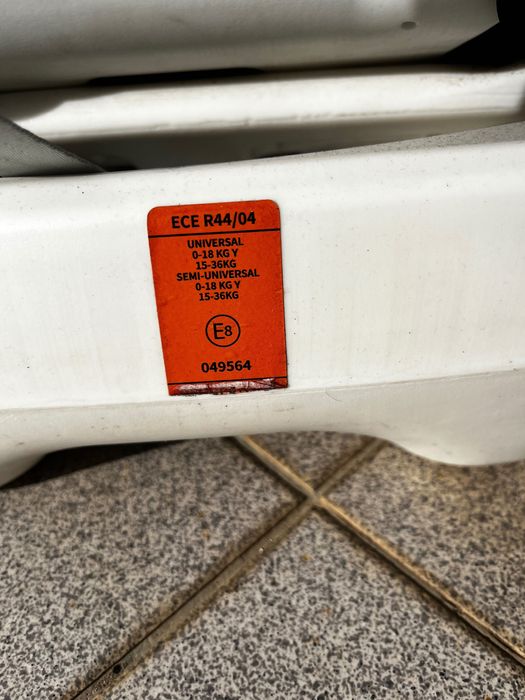 ECE R44/04
UNIVERSAL
0-18 KG Y
15-36KG
SEMI-UNIVERSAL
0-18 KG Y
15-36KG
E8
049564